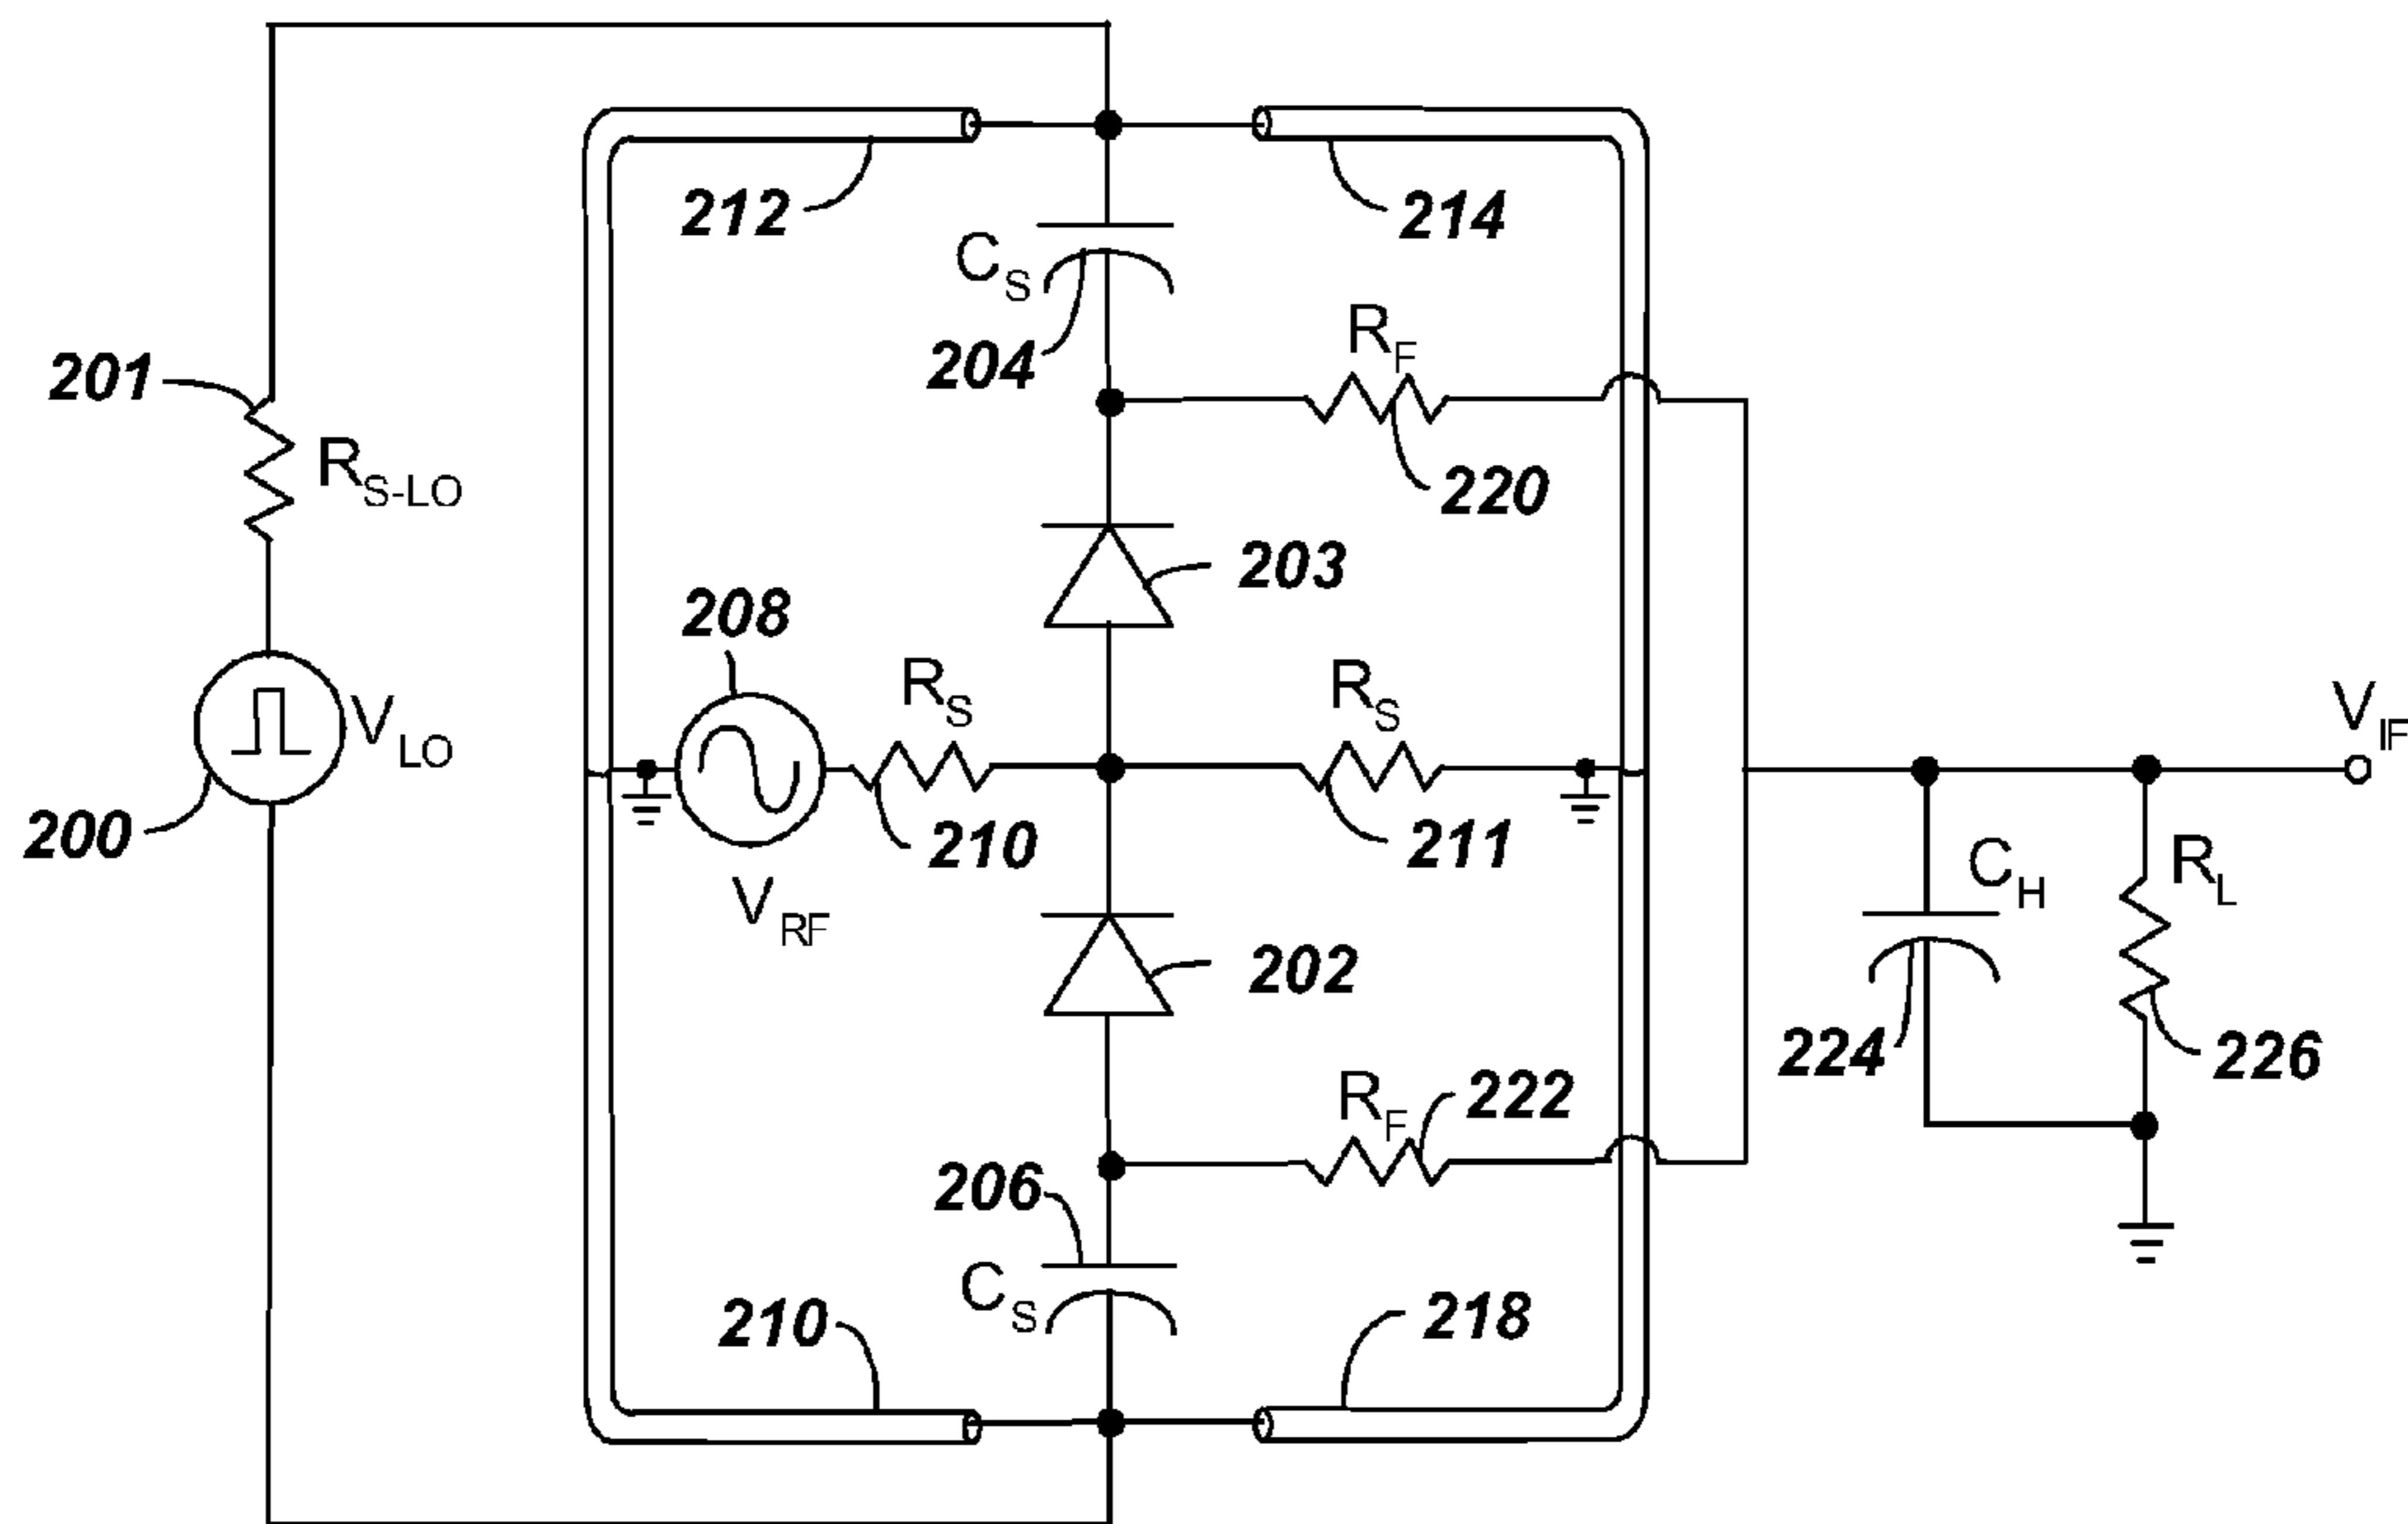 212
214
C_S
204
R_F
201
R_S-LO
220
203
208
R_S
R_S
V_LO
V_IF
200
210
211
V_RF
C_H
R_L
202
224
226
R_F
222
206
C_S
210
218